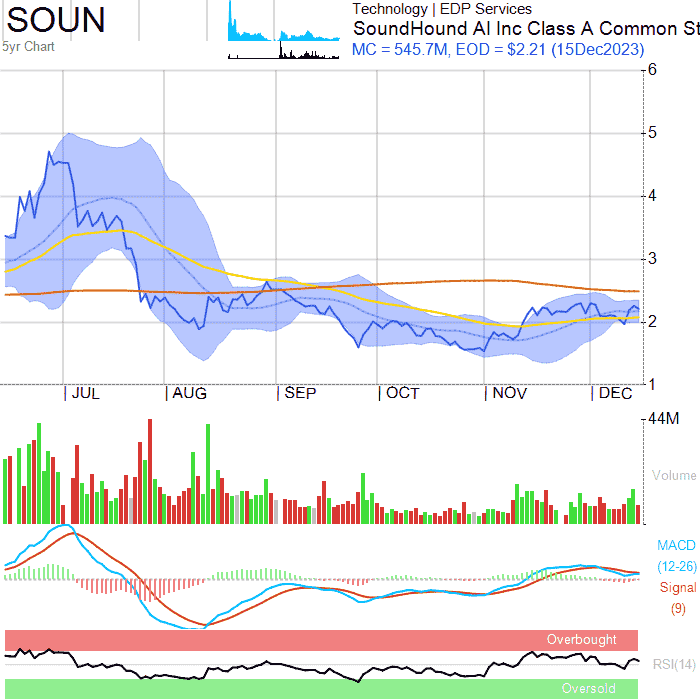 SOUN
5yr Chart
Technology | EDP Services
SoundHound AI Inc Class A Common St
MC = 545.7M, EOD = $2.21 (15Dec2023)
6
5
4
3
2
1
| JUL | AUG | SEP | OCT | NOV | DEC
44M
Volume
MACD
(12-26)
Signal
(9)
Overbought
RSI(14)
Oversold